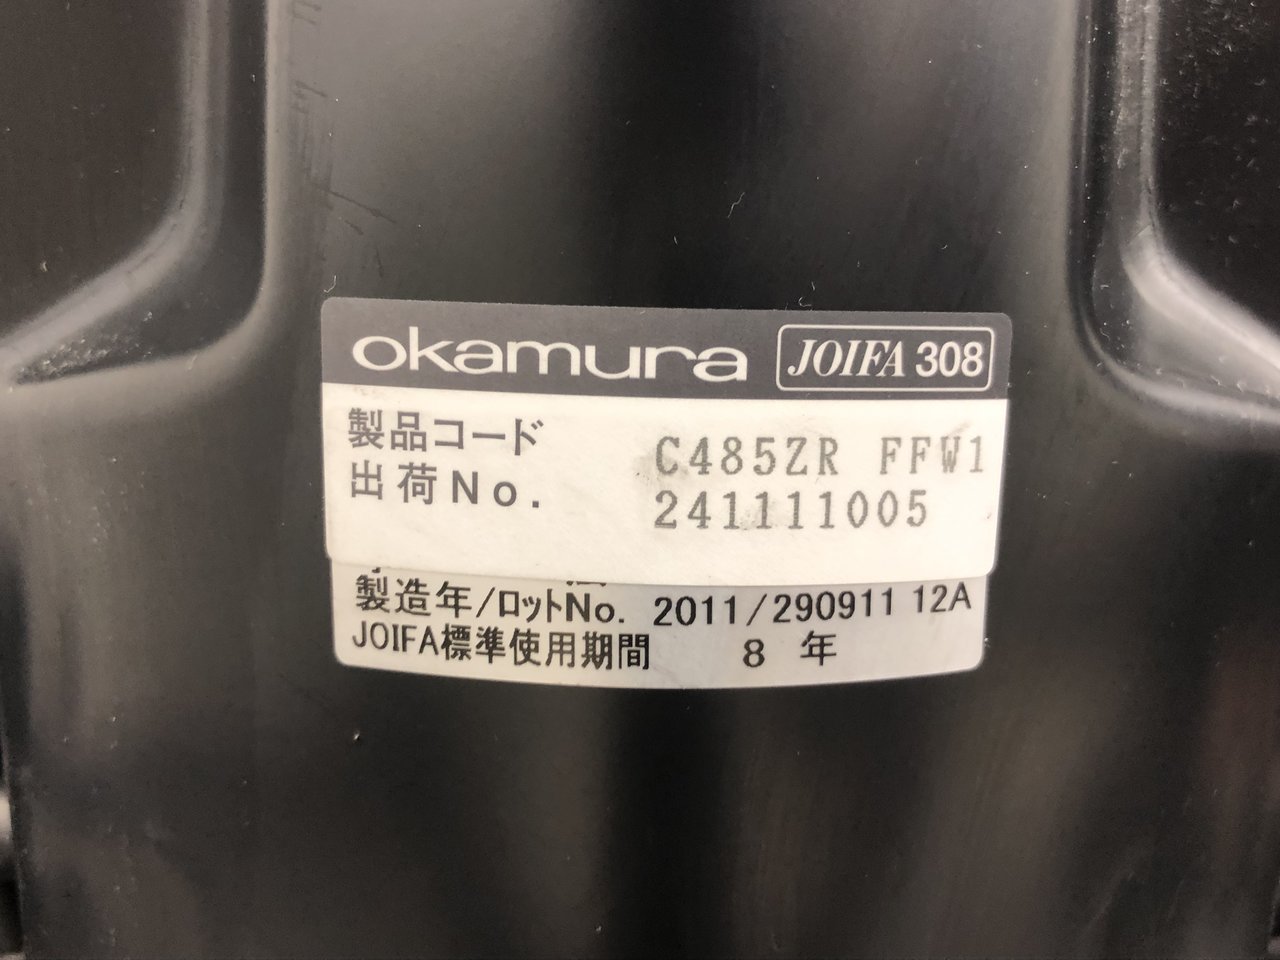 okamura JOIFA 308
製品コード C485ZR FFW1
出荷No. 241111005
製造年/ロットNo. 2011/290911 12A
JOIFA標準使用期間 8 年